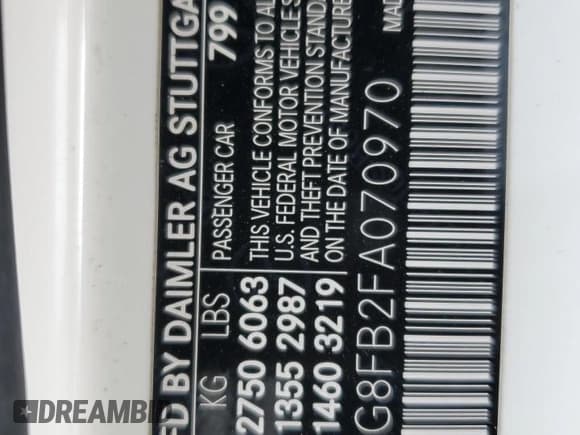 ED BY DAIMLER AG STUTTGA
KG LBS PASSENGER CAR 799
2750 6063 THIS VEHICLE CONFORMS TO AL
1355 2987 U.S. FEDERAL MOTOR VEHICLE S
1460 3219 AND THEFT PREVENTION STANDA
ON THE DATE OF MANUFACTURE
G8FB2FA070970 MAD
DREAMBID